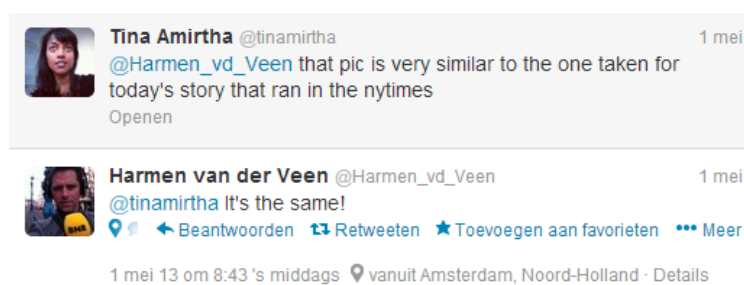 Tina Amirtha @tinamirtha 1 mei
@Harmen_vd_Veen that pic is very similar to the one taken for
today's story that ran in the nytimes
Openen
Harmen van der Veen @Harmen_vd_Veen 1 mei
@tinamirtha It's the same!
Beantwoorden Retweeten Toevoegen aan favorieten Meer
1 mei 13 om 8:43 's middags vanuit Amsterdam, Noord-Holland · Details
BNR